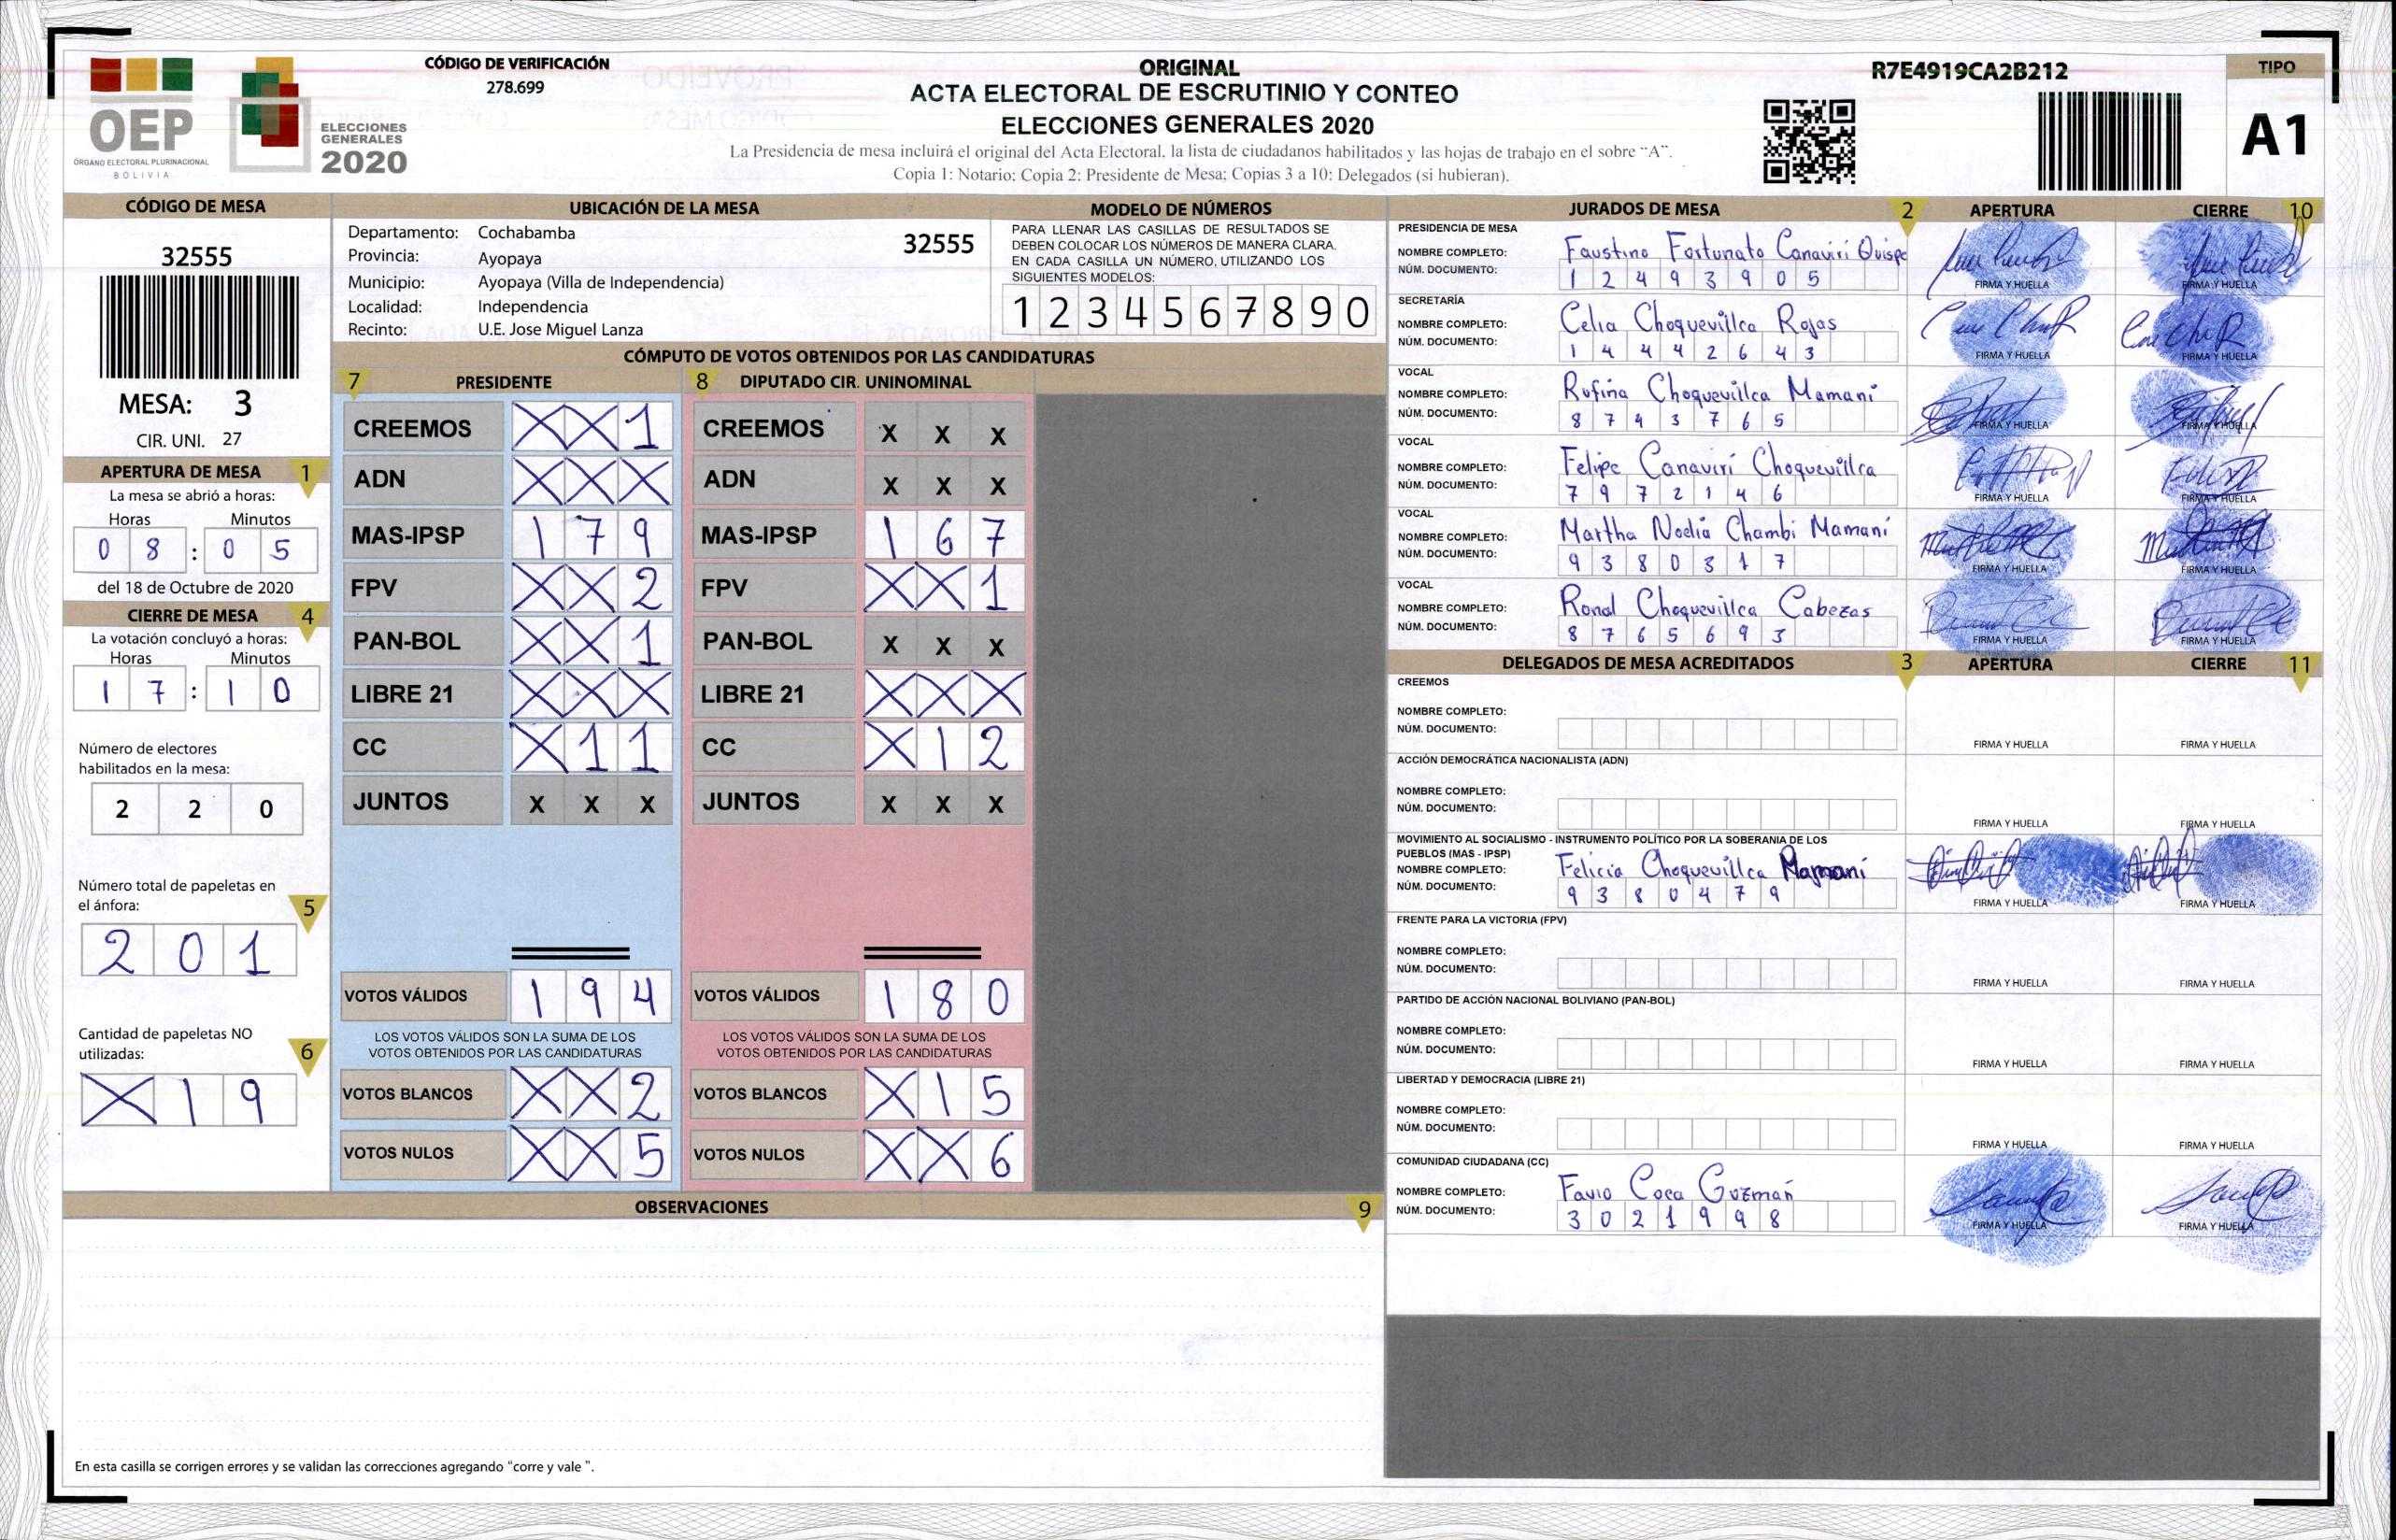 CÓDIGO DE VERIFICACIÓN
278.699
OEP
ÓRGANO ELECTORAL PLURINACIONAL
BOLIVIA
ELECCIONES
GENERALES
2020
ORIGINAL
ACTA ELECTORAL DE ESCRUTINIO Y CONTEO
ELECCIONES GENERALES 2020
La Presidencia de mesa incluirá el original del Acta Electoral, la lista de ciudadanos habilitados y las hojas de trabajo en el sobre “A”.
Copia 1: Notario; Copia 2: Presidente de Mesa; Copias 3 a 10: Delegados (si hubieran).
R7E4919CA2B212
TIPO
A1
CÓDIGO DE MESA
32555
MESA: 3
CIR. UNI. 27
APERTURA DE MESA 1
La mesa se abrió a horas:
Horas Minutos
0 8 : 0 5
del 18 de Octubre de 2020
CIERRE DE MESA 4
La votación concluyó a horas:
Horas Minutos
1 7 : 1 0
Número de electores
habilitados en la mesa:
2 2 0
Número total de papeletas en
el ánfora: 5
2 0 1
Cantidad de papeletas NO
utilizadas: 6
X 1 9
UBICACIÓN DE LA MESA
Departamento: Cochabamba
32555
Provincia: Ayopaya
Municipio: Ayopaya (Villa de Independencia)
Localidad: Independencia
Recinto: U.E. Jose Miguel Lanza
MODELO DE NÚMEROS
PARA LLENAR LAS CASILLAS DE RESULTADOS SE
DEBEN COLOCAR LOS NÚMEROS DE MANERA CLARA.
EN CADA CASILLA UN NÚMERO, UTILIZANDO LOS
SIGUIENTES MODELOS:
1 2 3 4 5 6 7 8 9 0
CÓMPUTO DE VOTOS OBTENIDOS POR LAS CANDIDATURAS
7 PRESIDENTE
CREEMOS X X 1
ADN X X X
MAS-IPSP 1 7 9
FPV X X 2
PAN-BOL X X 1
LIBRE 21 X X X
CC X 1 1
JUNTOS X X X
VOTOS VÁLIDOS 1 9 4
LOS VOTOS VÁLIDOS SON LA SUMA DE LOS
VOTOS OBTENIDOS POR LAS CANDIDATURAS
VOTOS BLANCOS X X 2
VOTOS NULOS X X 5
8 DIPUTADO CIR. UNINOMINAL
CREEMOS X X X
ADN X X X
MAS-IPSP 1 6 7
FPV X X 1
PAN-BOL X X X
LIBRE 21 X X X
CC X 1 2
JUNTOS X X X
VOTOS VÁLIDOS 1 8 0
LOS VOTOS VÁLIDOS SON LA SUMA DE LOS
VOTOS OBTENIDOS POR LAS CANDIDATURAS
VOTOS BLANCOS X 1 5
VOTOS NULOS X X 6
OBSERVACIONES 9
En esta casilla se corrigen errores y se validan las correcciones agregando “corre y vale ”.
JURADOS DE MESA 2 APERTURA CIERRE 10
PRESIDENCIA DE MESA
NOMBRE COMPLETO: Faustino Fortunato Canaviri Quispe
NÚM. DOCUMENTO: 1 2 4 9 3 9 0 5
FIRMA Y HUELLA FIRMA Y HUELLA
SECRETARÍA
NOMBRE COMPLETO: Celia Choquevillca Rojas
NÚM. DOCUMENTO: 1 4 4 4 2 6 4 3
FIRMA Y HUELLA FIRMA Y HUELLA
VOCAL
NOMBRE COMPLETO: Rufina Choquevillca Mamani
NÚM. DOCUMENTO: 8 7 4 3 7 6 5
FIRMA Y HUELLA FIRMA Y HUELLA
VOCAL
NOMBRE COMPLETO: Felipe Canaviri Choquevillca
NÚM. DOCUMENTO: 7 9 7 2 1 4 6
FIRMA Y HUELLA FIRMA Y HUELLA
VOCAL
NOMBRE COMPLETO: Martha Noelia Chambi Mamani
NÚM. DOCUMENTO: 9 3 8 0 3 1 7
FIRMA Y HUELLA FIRMA Y HUELLA
VOCAL
NOMBRE COMPLETO: Ronal Choquevillca Cabezas
NÚM. DOCUMENTO: 8 7 6 5 6 9 3
FIRMA Y HUELLA FIRMA Y HUELLA
DELEGADOS DE MESA ACREDITADOS 3 APERTURA CIERRE 11
CREEMOS
NOMBRE COMPLETO:
NÚM. DOCUMENTO:
FIRMA Y HUELLA FIRMA Y HUELLA
ACCIÓN DEMOCRÁTICA NACIONALISTA (ADN)
NOMBRE COMPLETO:
NÚM. DOCUMENTO:
FIRMA Y HUELLA FIRMA Y HUELLA
MOVIMIENTO AL SOCIALISMO - INSTRUMENTO POLÍTICO POR LA SOBERANIA DE LOS
PUEBLOS (MAS - IPSP)
NOMBRE COMPLETO: Felicia Choquevillca Mamani
NÚM. DOCUMENTO: 9 3 8 0 4 7 9
FIRMA Y HUELLA FIRMA Y HUELLA
FRENTE PARA LA VICTORIA (FPV)
NOMBRE COMPLETO:
NÚM. DOCUMENTO:
FIRMA Y HUELLA FIRMA Y HUELLA
PARTIDO DE ACCIÓN NACIONAL BOLIVIANO (PAN-BOL)
NOMBRE COMPLETO:
NÚM. DOCUMENTO:
FIRMA Y HUELLA FIRMA Y HUELLA
LIBERTAD Y DEMOCRACIA (LIBRE 21)
NOMBRE COMPLETO:
NÚM. DOCUMENTO:
FIRMA Y HUELLA FIRMA Y HUELLA
COMUNIDAD CIUDADANA (CC)
NOMBRE COMPLETO: Favio Coca Guzmán
NÚM. DOCUMENTO: 3 0 2 1 9 9 8
FIRMA Y HUELLA FIRMA Y HUELLA